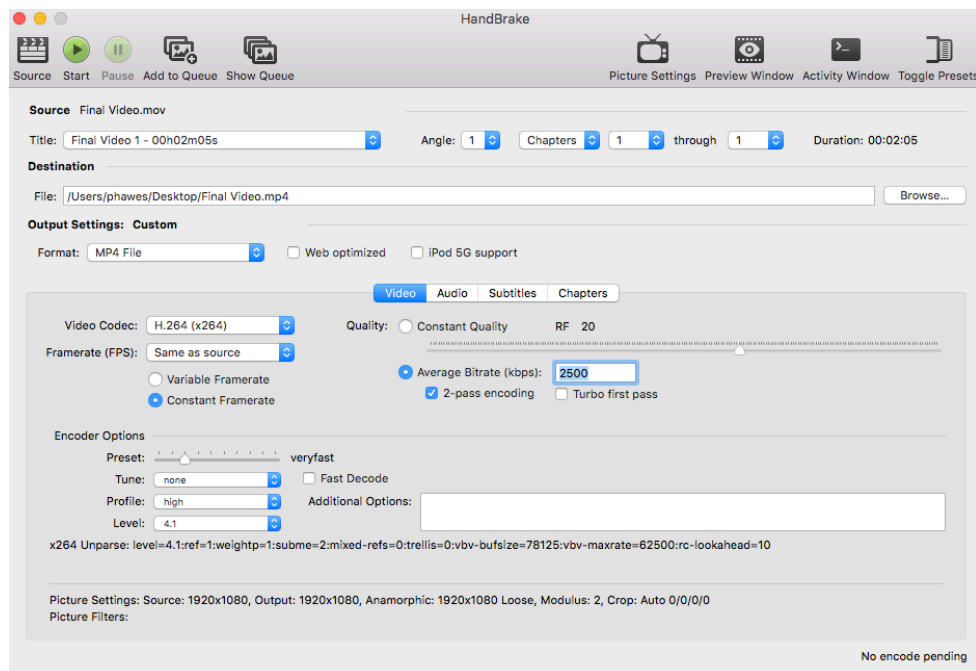 HandBrake
Source Start Pause Add to Queue Show Queue Picture Settings Preview Window Activity Window Toggle Presets
Source Final Video.mov
Title: Final Video 1 - 00h02m05s Angle: 1 Chapters 1 through 1 Duration: 00:02:05
Destination
File: /Users/phawes/Desktop/Final Video.mp4 Browse...
Output Settings: Custom
Format: MP4 File Web optimized iPod 5G support
Video Audio Subtitles Chapters
Video Codec: H.264 (x264) Quality: Constant Quality RF 20
Framerate (FPS): Same as source
Variable Framerate Average Bitrate (kbps): 2500
Constant Framerate 2-pass encoding Turbo first pass
Encoder Options
Preset: veryfast
Tune: none Fast Decode
Profile: high Additional Options:
Level: 4.1
x264 Unparse: level=4.1:ref=1:weightp=1:subme=2:mixed-refs=0:trellis=0:vbv-bufsize=78125:vbv-maxrate=62500:rc-lookahead=10
Picture Settings: Source: 1920x1080, Output: 1920x1080, Anamorphic: 1920x1080 Loose, Modulus: 2, Crop: Auto 0/0/0/0
Picture Filters:
No encode pending